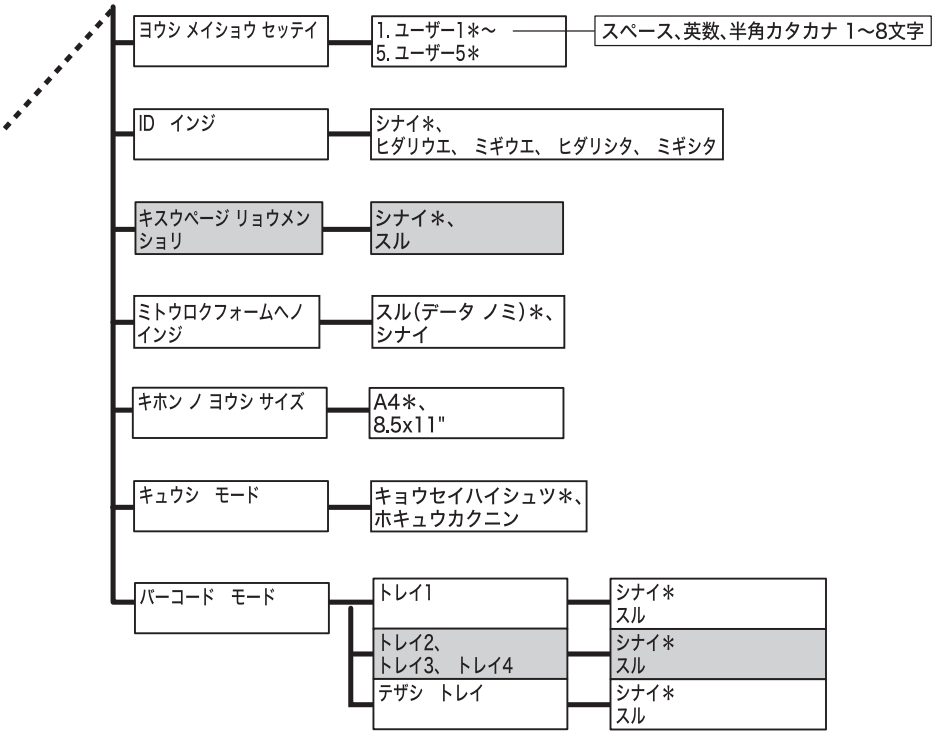 ヨウシ メイショウ セッテイ
1. ユーザー1＊～
5. ユーザー5＊
スペース、英数、半角カタカナ 1～8文字
ID インジ
シナイ＊、
ヒダリウエ、 ミギウエ、 ヒダリシタ、 ミギシタ
キスウページ リョウメン
ショリ
シナイ＊、
スル
ミトウロクフォームヘノ
インジ
スル(データ ノミ)＊、
シナイ
キホン ノ ヨウシ サイズ
A4＊、
8.5x11"
キュウシ モード
キョウセイハイシュツ＊、
ホキュウカクニン
バーコード モード
トレイ1
シナイ＊
スル
トレイ2、
トレイ3、 トレイ4
シナイ＊
スル
テザシ トレイ
シナイ＊
スル